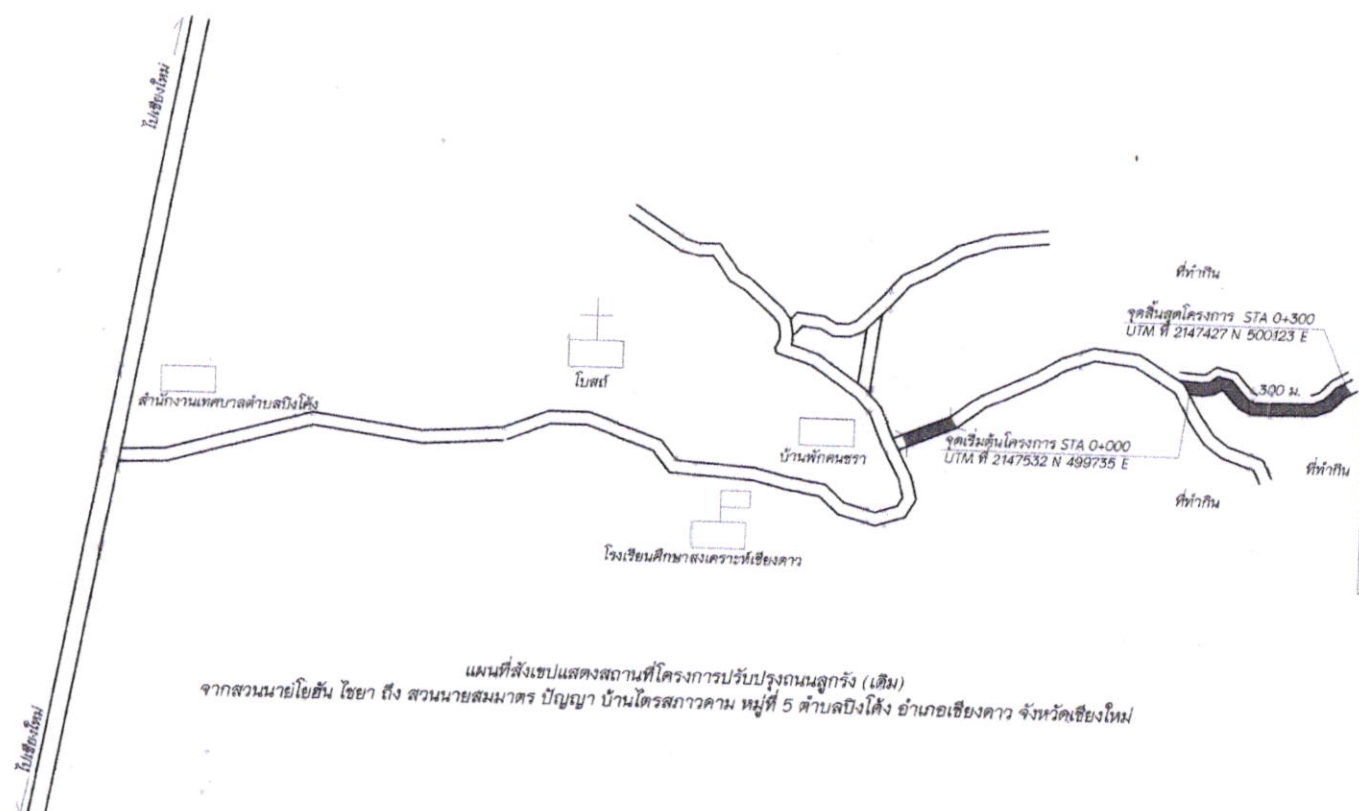 ไปเชียงใหม่
ที่ทำกิน
จุดสิ้นสุดโครงการ STA 0+300
UTM ที่ 2147427 N 500123 E
300 ม.
โบสถ์
สำนักงานเทศบาลตำบลปิงโค้ง
บ้านพักคนชรา
จุดเริ่มต้นโครงการ STA 0+000
UTM ที่ 2147532 N 499735 E
ที่ทำกิน
ที่ทำกิน
โรงเรียนศึกษาสงเคราะห์เชียงดาว
แผนที่สังเขปแสดงสถานที่โครงการปรับปรุงถนนลูกรัง (เดิม)
จากสวนนายโยฮัน ไชยา ถึง สวนนายสมมาตร ปัญญา บ้านไตรสภาวคาม หมู่ที่ 5 ตำบลปิงโค้ง อำเภอเชียงดาว จังหวัดเชียงใหม่
ไปเชียงใหม่